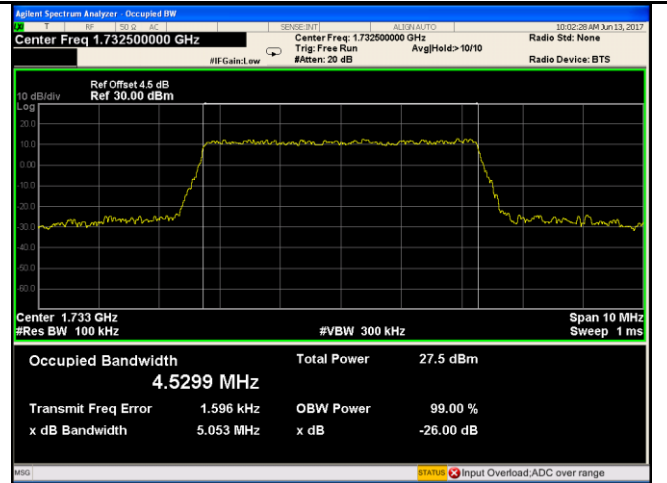 Agilent Spectrum Analyzer - Occupied BW
LXI T RF 50 Ω AC SENSE:INT ALIGNAUTO 10:02:28 AM Jun 13, 2017
Center Freq 1.732500000 GHz Center Freq: 1.732500000 GHz Radio Std: None
Trig: Free Run Avg|Hold:>10/10
#IFGain:Low #Atten: 20 dB Radio Device: BTS
Ref Offset 4.5 dB
10 dB/div Ref 30.00 dBm
Log
20.0
10.0
0.00
-10.0
-20.0
-30.0
-40.0
-50.0
-60.0
Center 1.733 GHz Span 10 MHz
#Res BW 100 kHz #VBW 300 kHz Sweep 1 ms
Occupied Bandwidth Total Power 27.5 dBm
4.5299 MHz
Transmit Freq Error 1.596 kHz OBW Power 99.00 %
x dB Bandwidth 5.053 MHz x dB -26.00 dB
MSG STATUS Input Overload;ADC over range